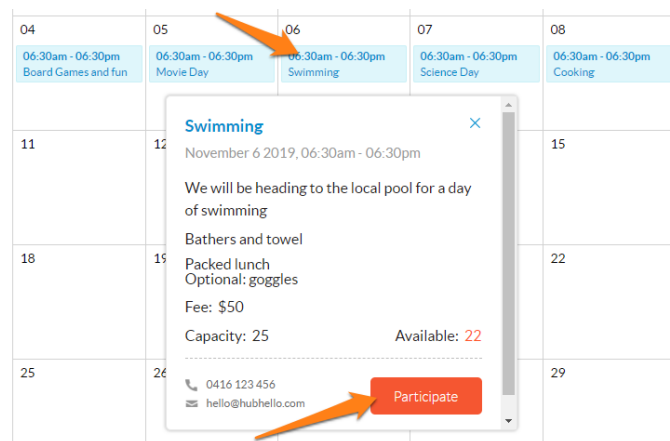 04 05 06 07 08
06:30am - 06:30pm 06:30am - 06:30pm 06:30am - 06:30pm 06:30am - 06:30pm 06:30am - 06:30pm
Board Games and fun Movie Day Swimming Science Day Cooking
Swimming ×
November 6 2019, 06:30am - 06:30pm
11 12 15
We will be heading to the local pool for a day
of swimming
Bathers and towel
18 19 22
Packed lunch
Optional: goggles
Fee: $50
Capacity: 25 Available: 22
25 26 29
0416 123 456
Participate
hello@hubhello.com